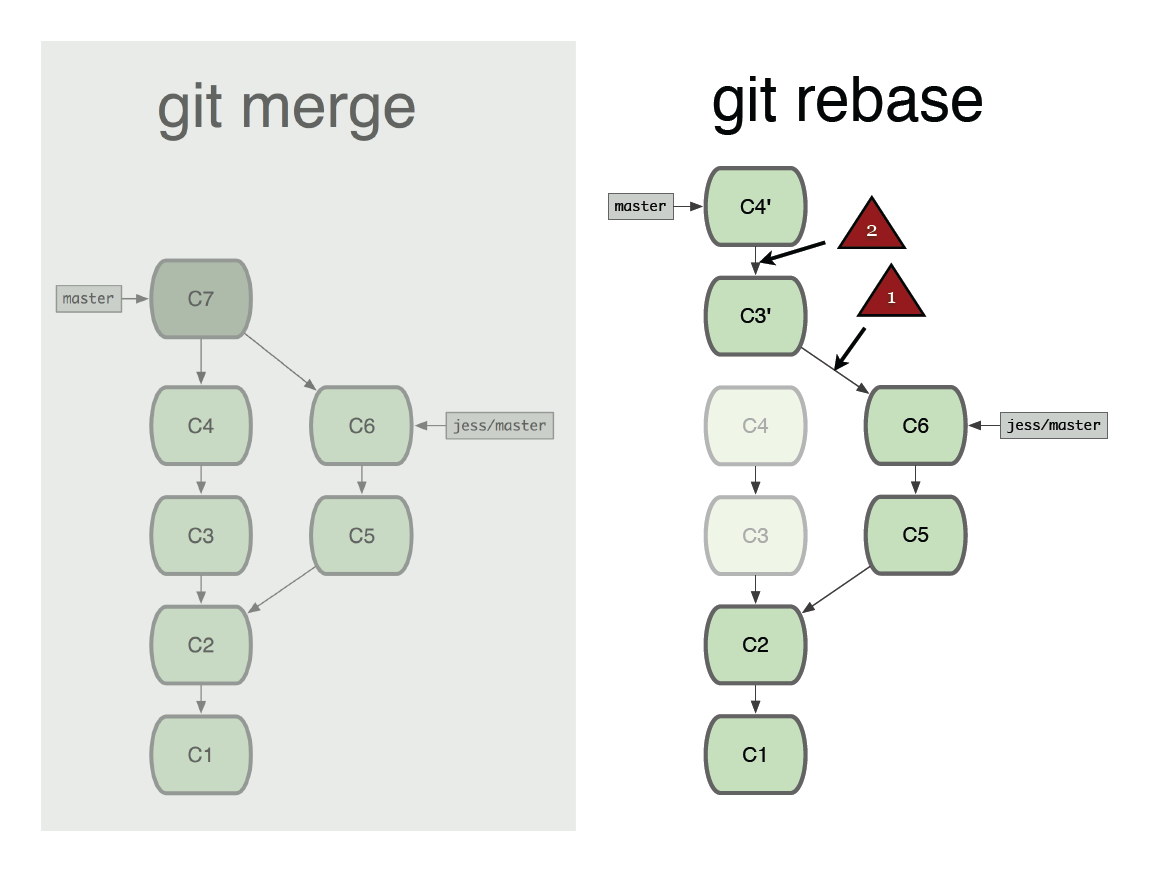 git merge
master
C7
C4
C6
jess/master
C3
C5
C2
C1
git rebase
master
C4'
2
C3'
1
C4
C6
jess/master
C3
C5
C2
C1